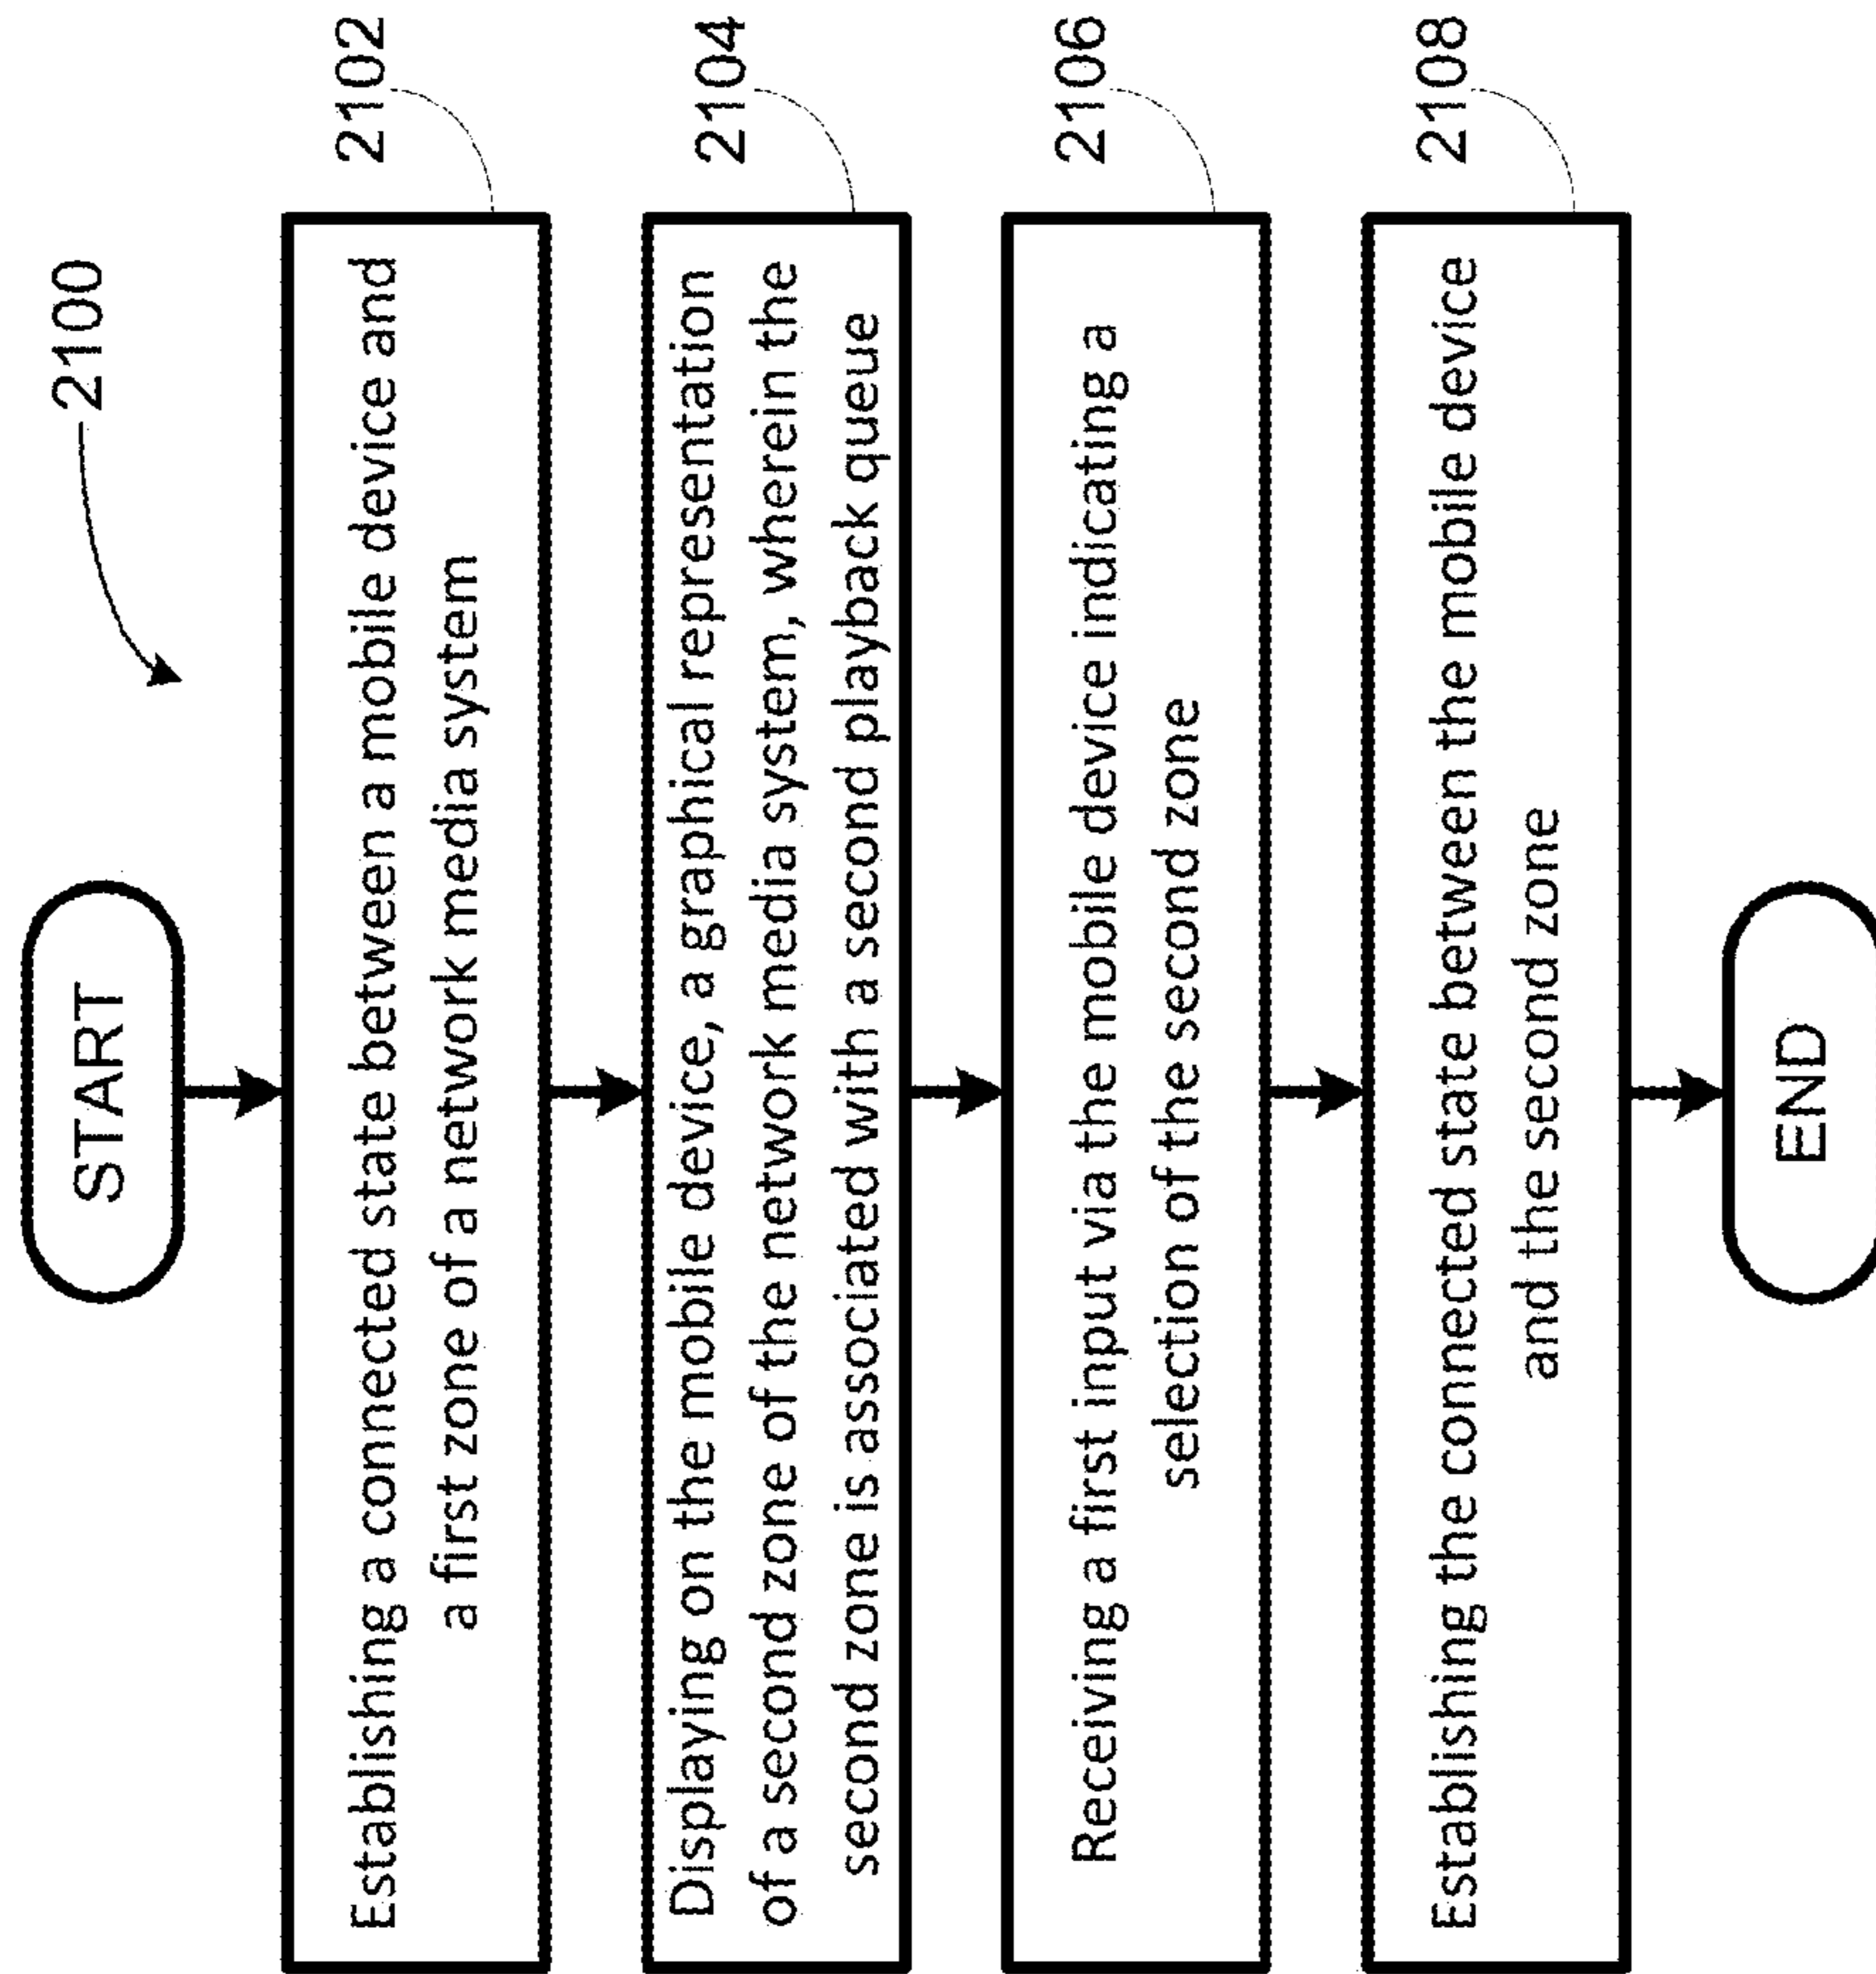 2100
START
Establishing a connected state between a mobile device and
a first zone of a network media system
2102
Displaying on the mobile device, a graphical representation
of a second zone of the network media system, wherein the
second zone is associated with a second playback queue
2104
Receiving a first input via the mobile device indicating a
selection of the second zone
2106
Establishing the connected state between the mobile device
and the second zone
2108
END